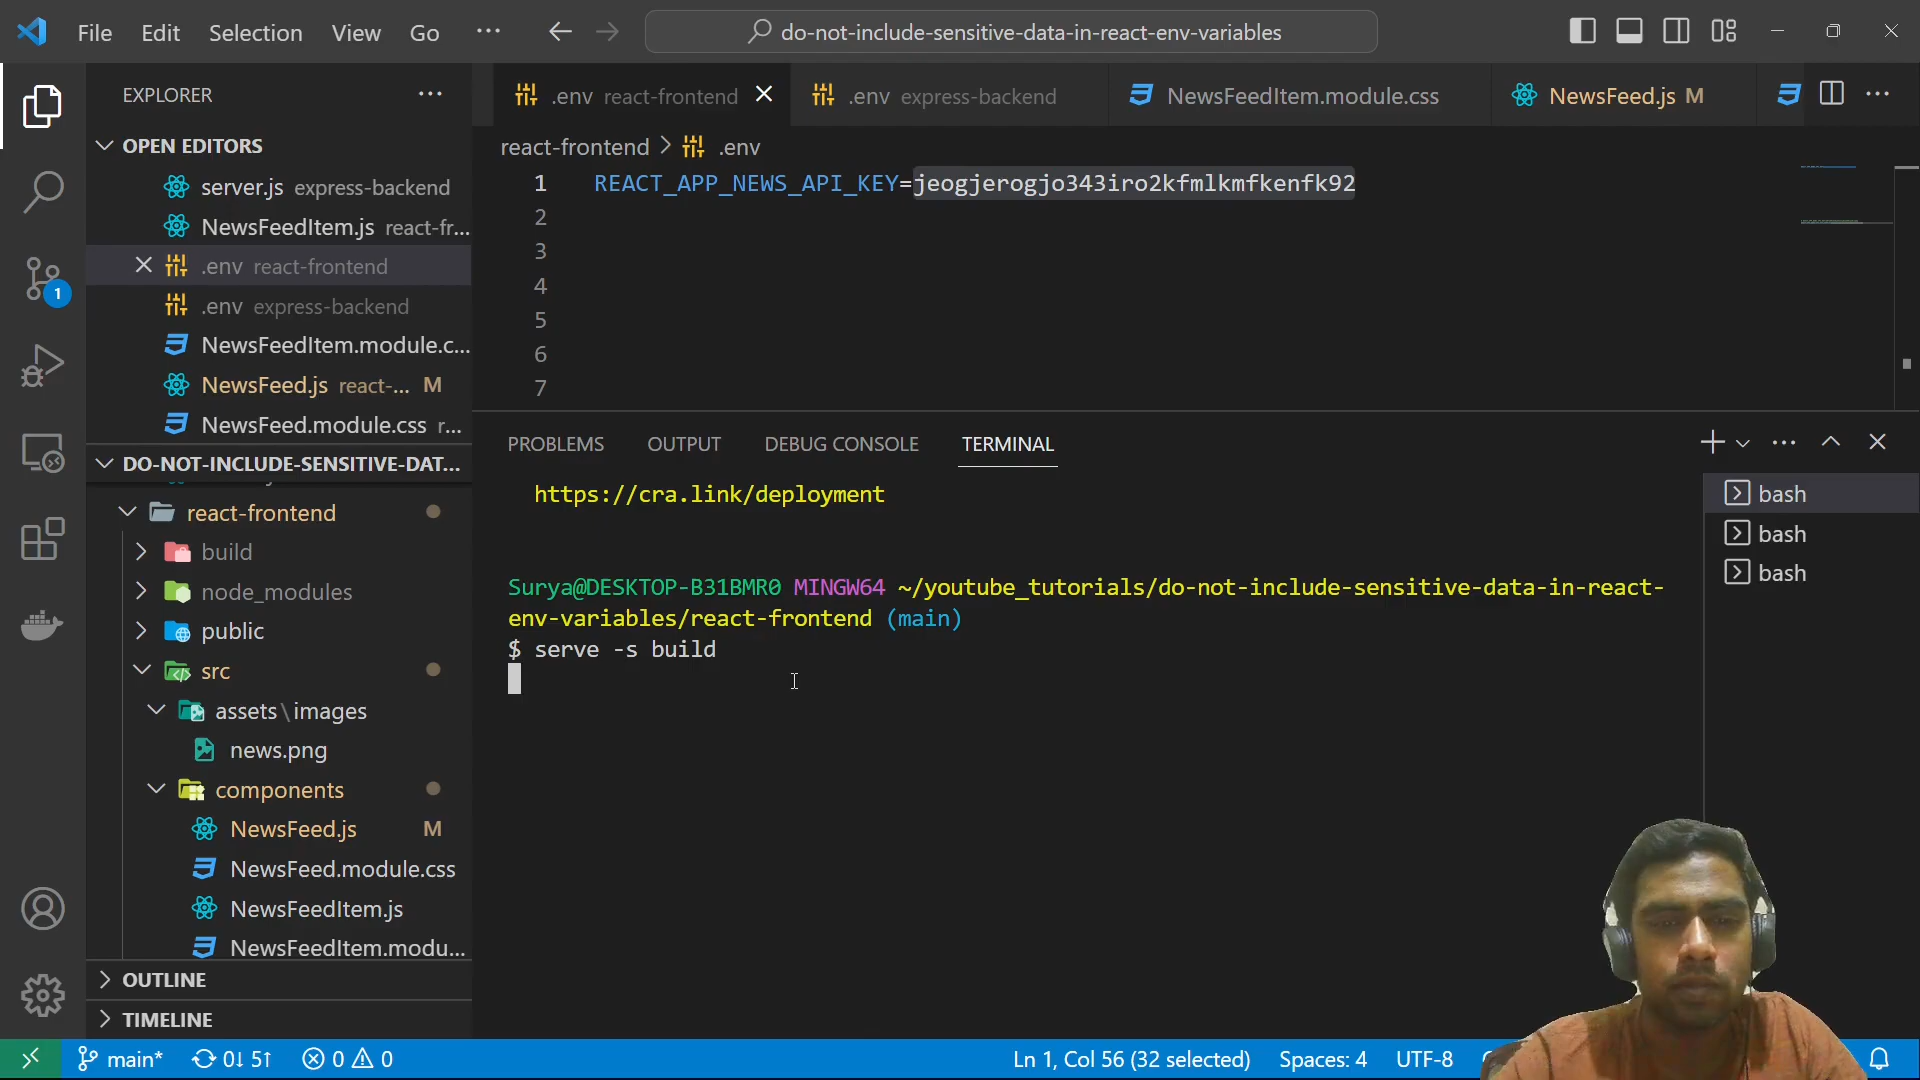 File Edit Selection View Go ···
do-not-include-sensitive-data-in-react-env-variables
EXPLORER
OPEN EDITORS
server.js express-backend
NewsFeedItem.js react-fr...
.env react-frontend
.env express-backend
NewsFeedItem.module.c...
NewsFeed.js react-... M
NewsFeed.module.css r...
DO-NOT-INCLUDE-SENSITIVE-DAT...
react-frontend
build
node_modules
public
src
assets\images
news.png
components
NewsFeed.js M
NewsFeed.module.css
NewsFeedItem.js
NewsFeedItem.modu...
OUTLINE
TIMELINE
1
.env react-frontend
.env express-backend
NewsFeedItem.module.css
NewsFeed.js M
react-frontend > .env
1 REACT_APP_NEWS_API_KEY=jeogjerogjo343iro2kfmlkmfkenfk92
2
3
4
5
6
7
PROBLEMS OUTPUT DEBUG CONSOLE TERMINAL
https://cra.link/deployment
Surya@DESKTOP-B31BMR0 MINGW64 ~/youtube_tutorials/do-not-include-sensitive-data-in-react-
env-variables/react-frontend (main)
$ serve -s build
bash
bash
bash
main* 0↓ 5↑ 0 0
Ln 1, Col 56 (32 selected) Spaces: 4 UTF-8